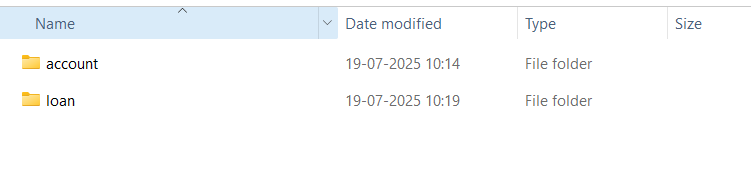 Name Date modified Type Size
account 19-07-2025 10:14 File folder
loan 19-07-2025 10:19 File folder